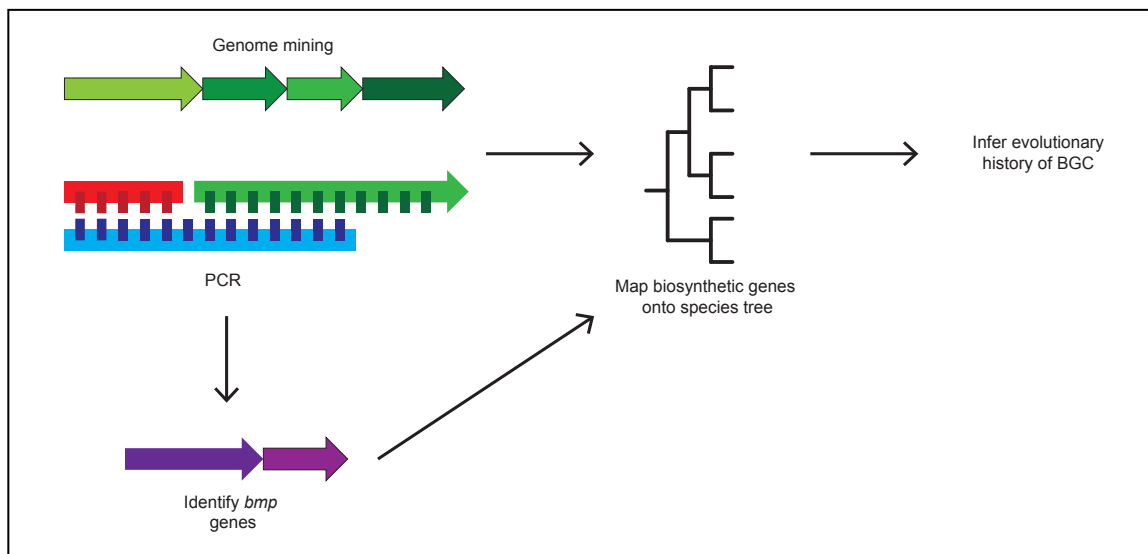 Genome mining
PCR
Identify bmp
genes
Map biosynthetic genes
onto species tree
Infer evolutionary
history of BGC